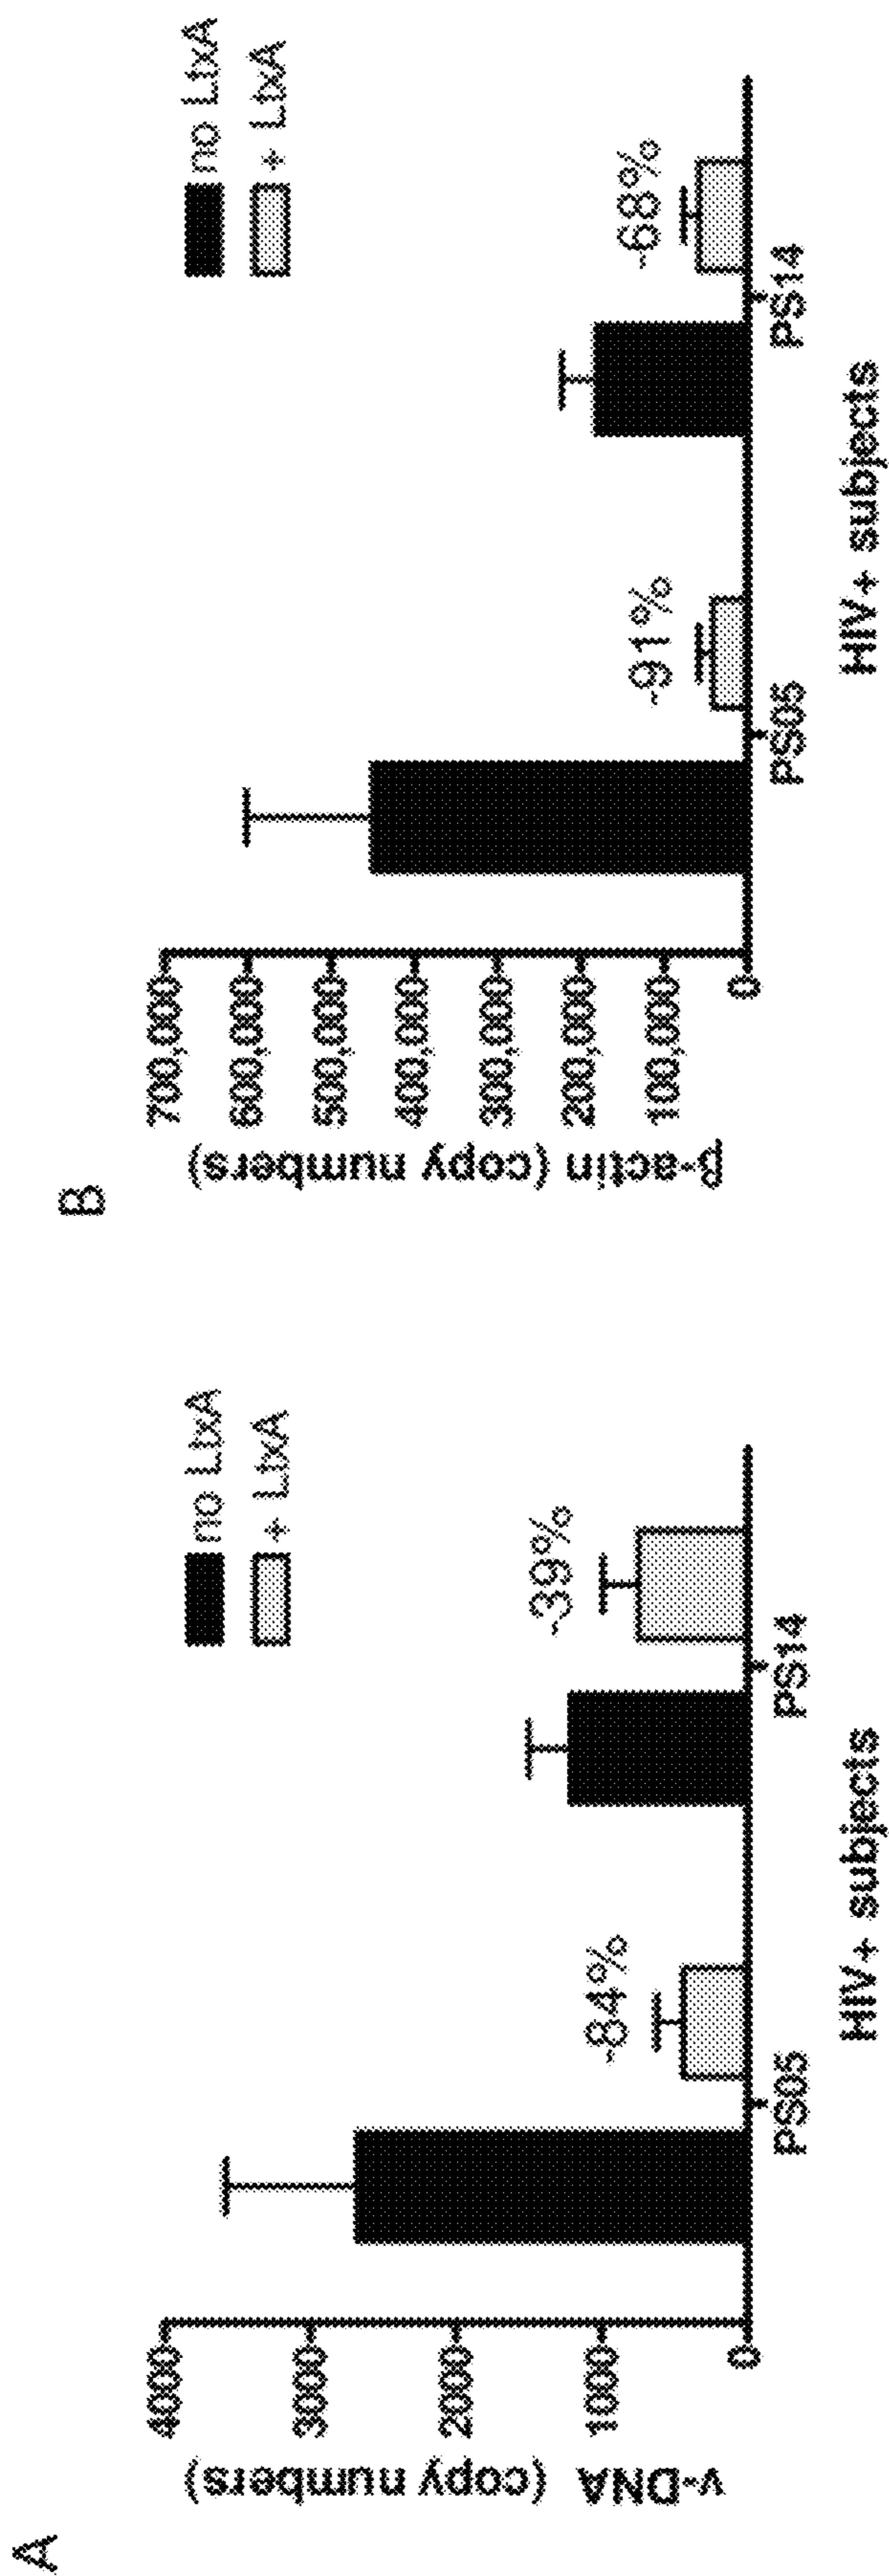 A
v-DNA (copy numbers)
4000
3000
2000
1000
0
no LtxA
+ LtxA
-84%
-39%
PS05
PS14
HIV+ subjects
B
β-actin (copy numbers)
700,000
600,000
500,000
400,000
300,000
200,000
100,000
0
no LtxA
+ LtxA
-91%
-68%
PS05
PS14
HIV+ subjects